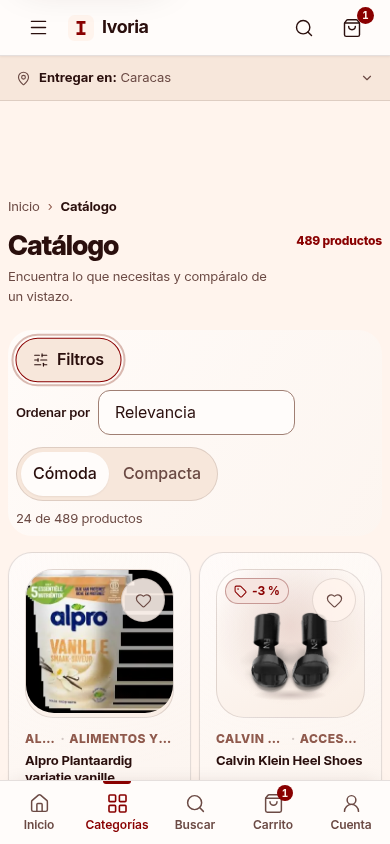 I Ivoria
1
Entregar en: Caracas
Inicio › Catálogo
Catálogo
489 productos
Encuentra lo que necesitas y compáralo de
un vistazo.
Filtros
Ordenar por Relevancia
Cómoda Compacta
24 de 489 productos
alpro
VANILLE
-3 %
AL... · ALIMENTOS Y...
Alpro Plantaardig
variatie vanille
CALVIN ... · ACCES...
Calvin Klein Heel Shoes
1
Inicio Categorías Buscar Carrito Cuenta